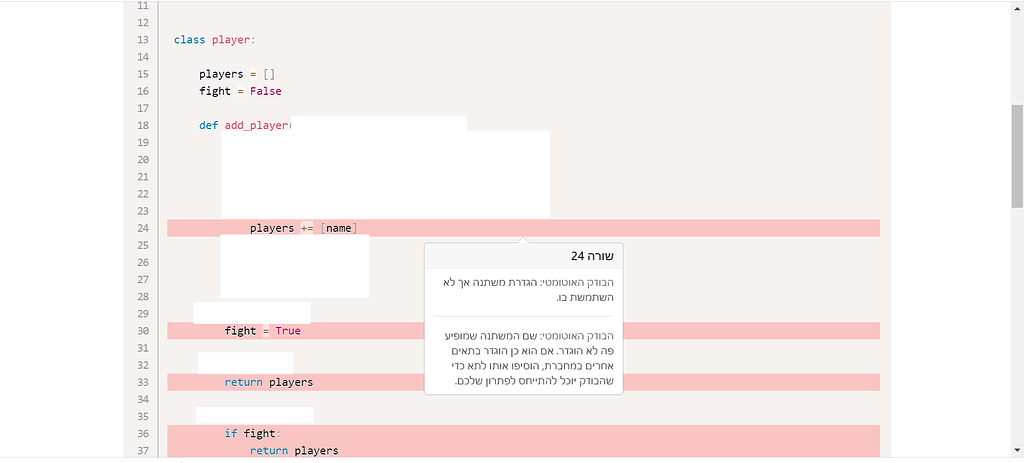 11
12
13 class player:
14
15 players = []
16 fight = False
17
18 def add_player(
19
20
21
22
23
24 players += [name]
25
שורה 24
26
27
הבודק האוטומטי: הגדרת משתנה אך לא
28
השתמשת בו.
29
30 fight = True
הבודק האוטומטי: שם המשתנה שמופיע
31
פה לא הוגדר. אם הוא כן הוגדר בתאים
32
אחרים במחברת, הוסיפו אותו לתא כדי
33 return players
שהבודק יוכל להתייחס לפתרון שלכם.
34
35
36 if fight:
37 return players